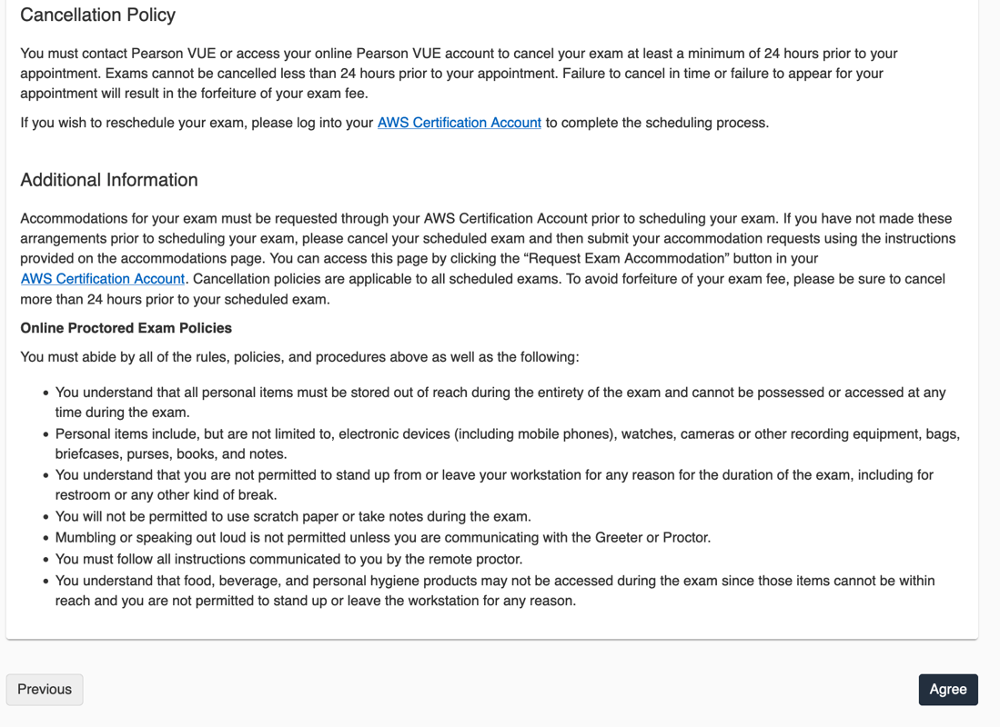 Cancellation Policy
You must contact Pearson VUE or access your online Pearson VUE account to cancel your exam at least a minimum of 24 hours prior to your
appointment. Exams cannot be cancelled less than 24 hours prior to your appointment. Failure to cancel in time or failure to appear for your
appointment will result in the forfeiture of your exam fee.
If you wish to reschedule your exam, please log into your AWS Certification Account to complete the scheduling process.
Additional Information
Accommodations for your exam must be requested through your AWS Certification Account prior to scheduling your exam. If you have not made these
arrangements prior to scheduling your exam, please cancel your scheduled exam and then submit your accommodation requests using the instructions
provided on the accommodations page. You can access this page by clicking the “Request Exam Accommodation” button in your
AWS Certification Account. Cancellation policies are applicable to all scheduled exams. To avoid forfeiture of your exam fee, please be sure to cancel
more than 24 hours prior to your scheduled exam.
Online Proctored Exam Policies
You must abide by all of the rules, policies, and procedures above as well as the following:
• You understand that all personal items must be stored out of reach during the entirety of the exam and cannot be possessed or accessed at any
time during the exam.
• Personal items include, but are not limited to, electronic devices (including mobile phones), watches, cameras or other recording equipment, bags,
briefcases, purses, books, and notes.
• You understand that you are not permitted to stand up from or leave your workstation for any reason for the duration of the exam, including for
restroom or any other kind of break.
• You will not be permitted to use scratch paper or take notes during the exam.
• Mumbling or speaking out loud is not permitted unless you are communicating with the Greeter or Proctor.
• You must follow all instructions communicated to you by the remote proctor.
• You understand that food, beverage, and personal hygiene products may not be accessed during the exam since those items cannot be within
reach and you are not permitted to stand up or leave the workstation for any reason.
Previous
Agree